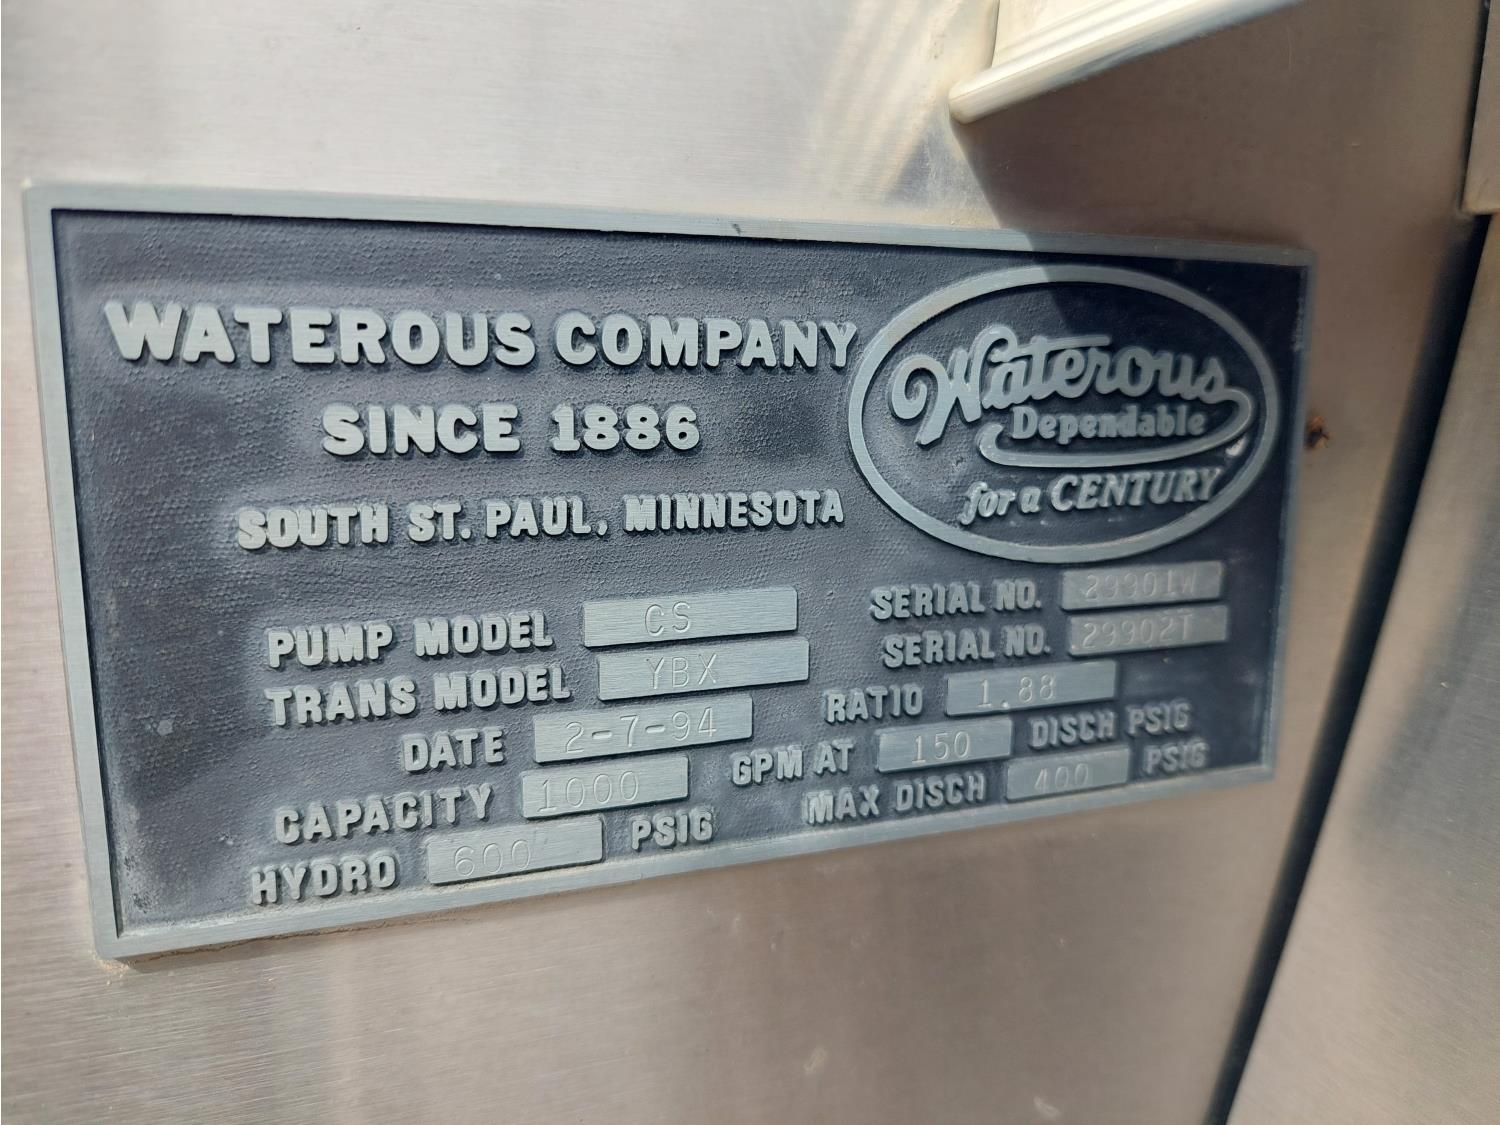 WATEROUS COMPANY
SINCE 1886
SOUTH ST. PAUL, MINNESOTA
Waterous
Dependable
for a CENTURY
PUMP MODEL CS SERIAL NO. 29901W
TRANS MODEL YBX SERIAL NO. 29902T
DATE 2-7-94 RATIO 1.88
CAPACITY 1000 GPM AT 150 DISCH PSIG
HYDRO 600 PSIG MAX DISCH 400 PSIG